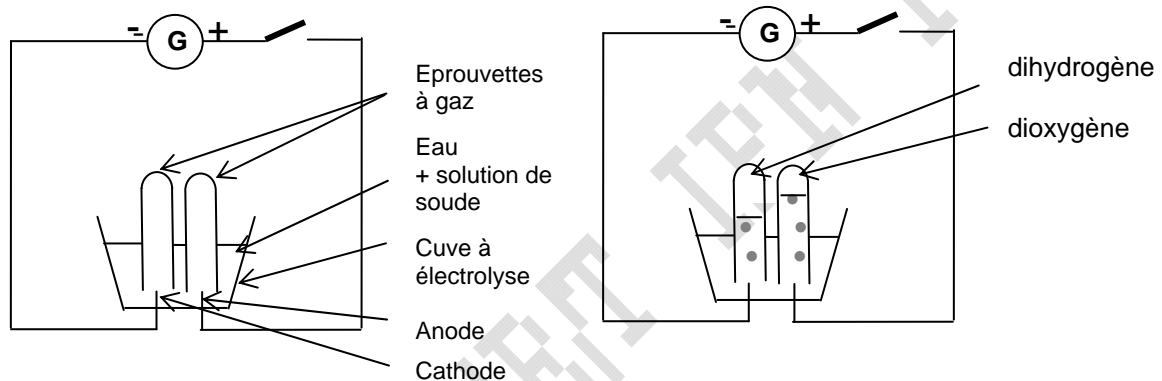 - G +
Eprouvettes
à gaz
Eau
+ solution de
soude
Cuve à
électrolyse
Anode
Cathode
- G +
dihydrogène
dioxygène